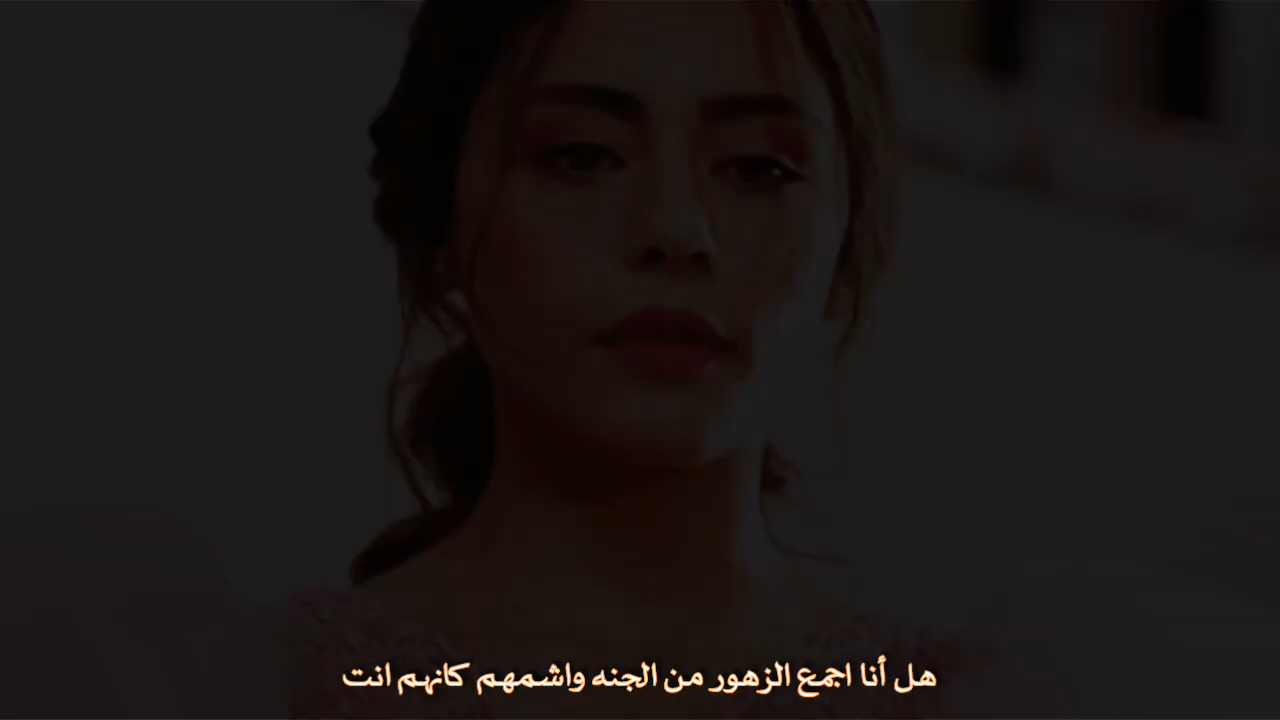 هل أنا اجمع الزهور من الجنه واشمهم كانهم انت